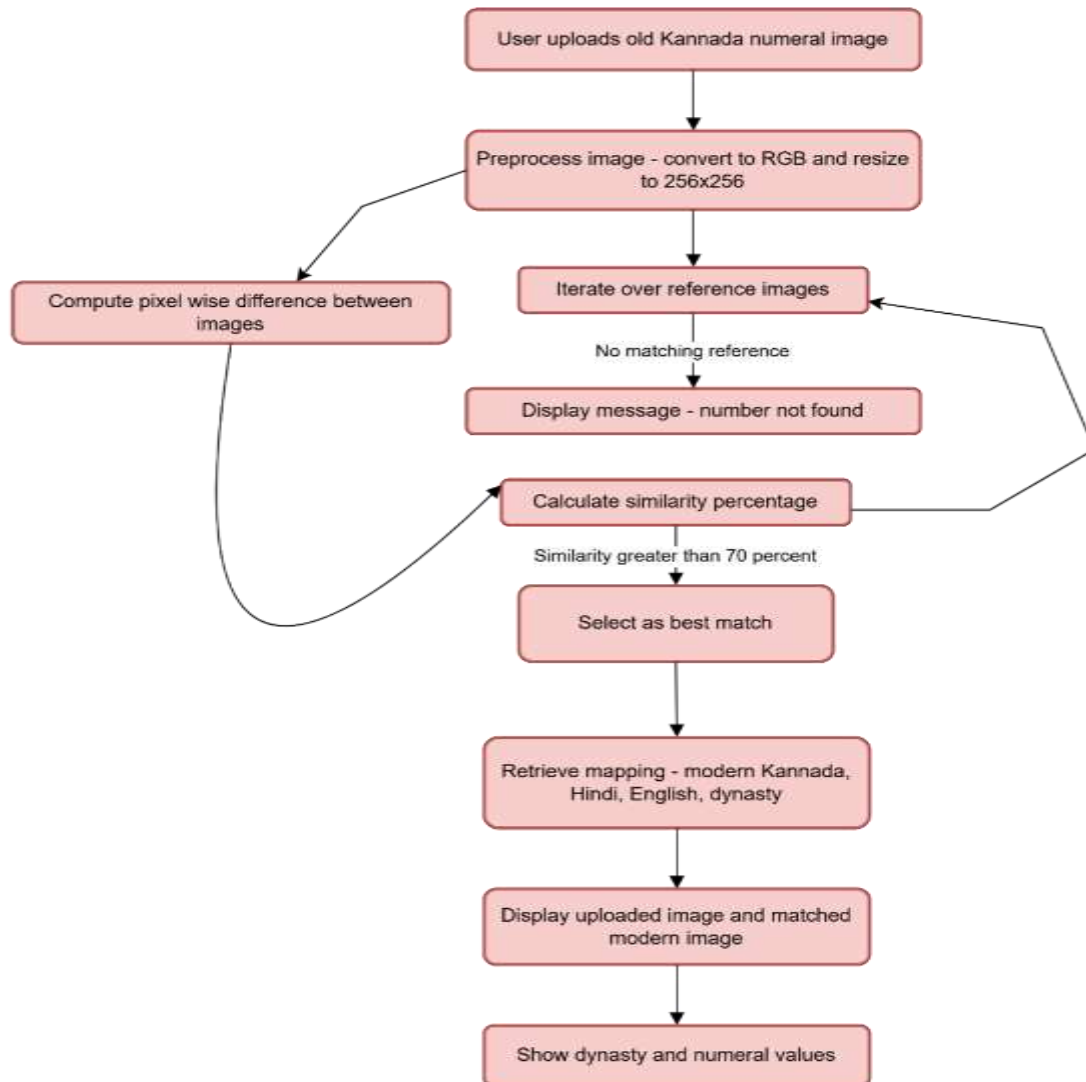 User uploads old Kannada numeral image
Preprocess image - convert to RGB and resize
to 256x256
Compute pixel wise difference between
images
Iterate over reference images
No matching reference
Display message - number not found
Calculate similarity percentage
Similarity greater than 70 percent
Select as best match
Retrieve mapping - modern Kannada,
Hindi, English, dynasty
Display uploaded image and matched
modern image
Show dynasty and numeral values